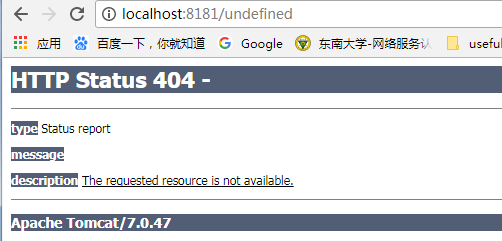 localhost:8181/undefined
应用 百度一下，你就知道 Google 东南大学-网络服务认 useful
HTTP Status 404 -
type Status report
message
description The requested resource is not available.
Apache Tomcat/7.0.47